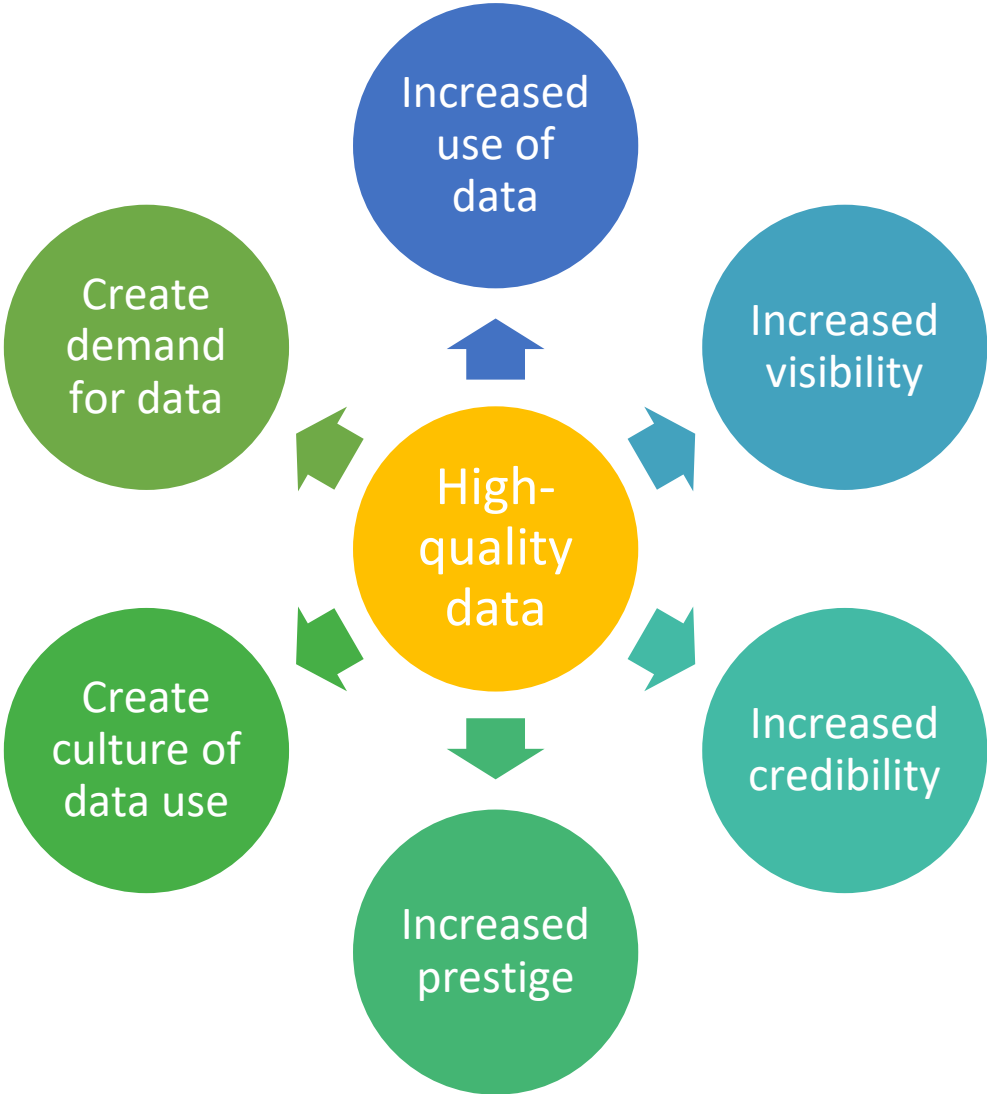 Increased
use of
data
Increased
visibility
Increased
credibility
Increased
prestige
Create
culture of
data use
Create
demand
for data
High-
quality
data